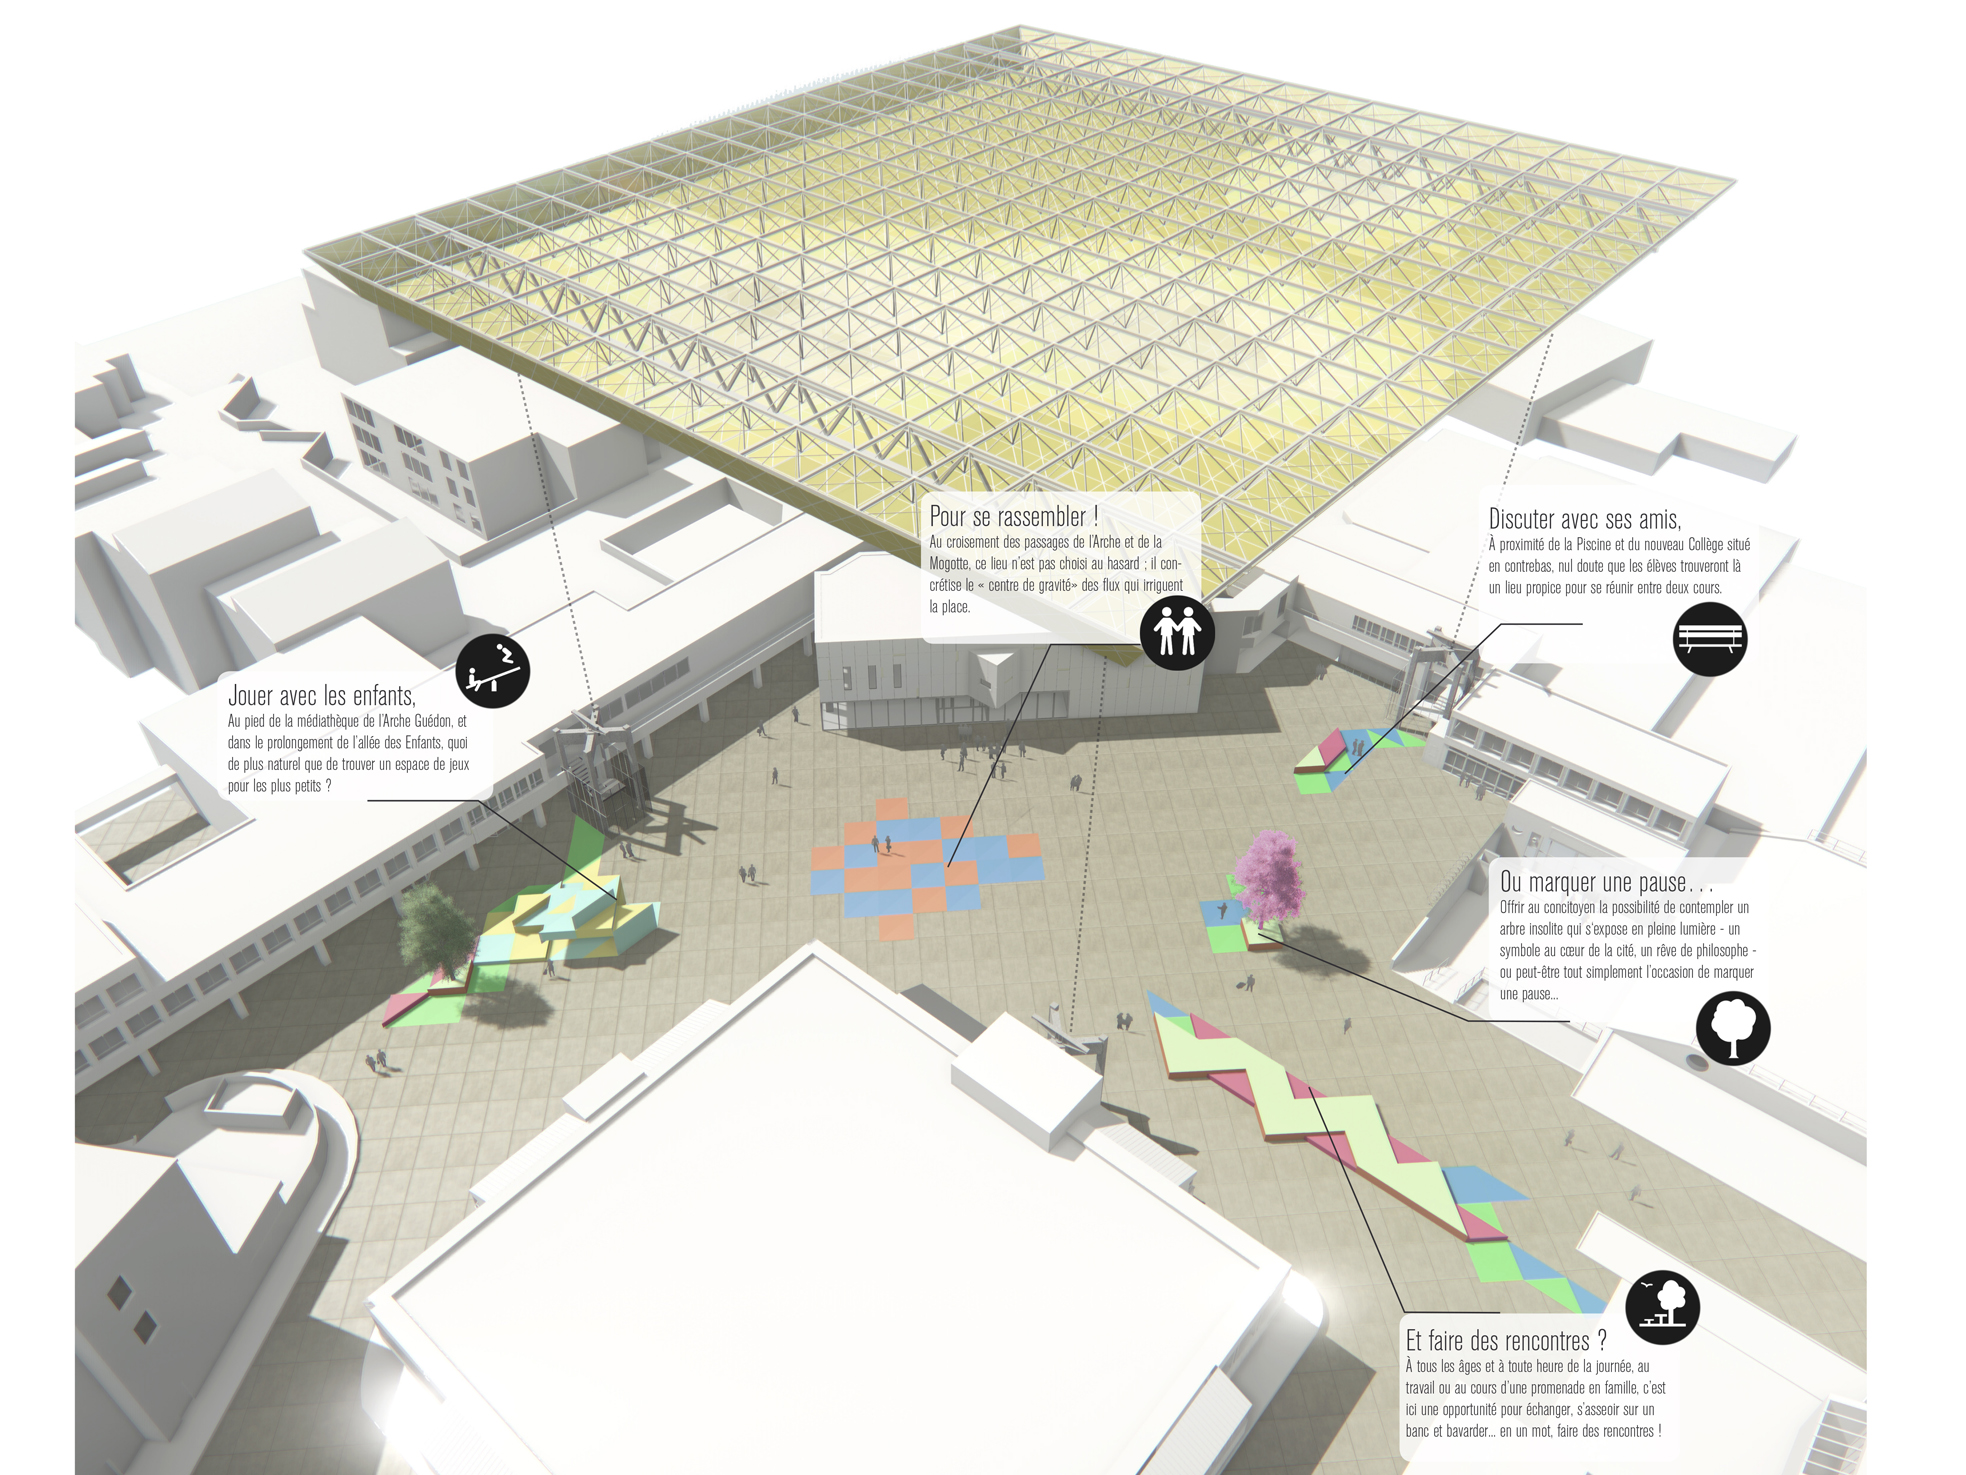 Pour se rassembler !
Au croisement des passages de l'Arche et de la
Mogotte, ce lieu n'est pas choisi au hasard ; il con-
crétise le « centre de gravité» des flux qui irriguent
la place.
Discuter avec ses amis,
À proximité de la Piscine et du nouveau Collège situé
en contrebas, nul doute que les élèves trouveront là
un lieu propice pour se réunir entre deux cours.
Jouer avec les enfants,
Au pied de la médiathèque de l'Arche Guédon, et
dans le prolongement de l'allée des Enfants, quoi
de plus naturel que de trouver un espace de jeux
pour les plus petits ?
Ou marquer une pause...
Offrir au concitoyen la possibilité de contempler un
arbre insolite qui s'expose en pleine lumière - un
symbole au cœur de la cité, un rêve de philosophe -
ou peut-être tout simplement l'occasion de marquer
une pause...
Et faire des rencontres ?
À tous les âges et à toute heure de la journée, au
travail ou au cours d'une promenade en famille, c'est
ici une opportunité pour échanger, s'asseoir sur un
banc et bavarder... en un mot, faire des rencontres !